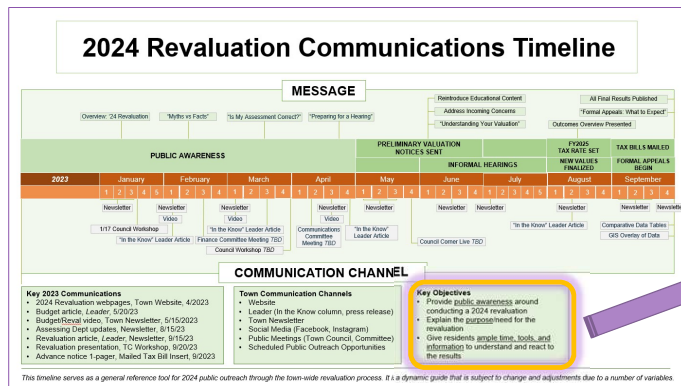 2024 Revaluation Communications Timeline
MESSAGE
Reintroduce Educational Content
All Final Results Published
Overview: '24 Revaluation
"Myths vs Facts"
"Is My Assessment Correct?"
"Preparing for a Hearing"
Address Incoming Concerns
"Formal Appeals: What to Expect"
"Understanding Your Valuation"
Outcomes Overview Presented
PUBLIC AWARENESS
PRELIMINARY VALUATION
NOTICES SENT
FY2025
TAX RATE SET
TAX BILLS MAILED
INFORMAL HEARINGS
NEW VALUES
FINALIZED
FORMAL APPEALS
BEGIN
2023 January February March April May June July August September
1 2 3 4 5 1 2 3 4 1 2 3 4 1 2 3 4 1 2 3 4 1 2 3 4 1 2 3 4 5 1 2 3 4 1 2 3 4
Newsletter Newsletter Newsletter Newsletter Newsletter Newsletter Newsletter Newsletter Newsletter
Video Video Video
1/17 Council Workshop
"In the Know" Leader Article
"In the Know" Leader Article
Finance Committee Meeting TBD
Council Workshop TBD
Communications
Committee
Meeting TBD
"In the Know"
Leader Article
Council Corner Live TBD
"In the Know" Leader Article
Comparative Data Tables
GIS Overlay of Data
COMMUNICATION CHANNEL
Key 2023 Communications
• 2024 Revaluation webpages, Town Website, 4/2023
• Budget article, Leader, 5/20/23
• Budget/Reval video, Town Newsletter, 5/15/2023
• Assessing Dept updates, Newsletter, 8/15/23
• Revaluation article, Leader, Newsletter, 9/15/23
• Revaluation presentation, TC Workshop, 9/20/23
• Advance notice 1-pager, Mailed Tax Bill Insert, 9/2023
Town Communication Channels
• Website
• Leader (In the Know column, press release)
• Town Newsletter
• Social Media (Facebook, Instagram)
• Public Meetings (Town Council, Committee)
• Scheduled Public Outreach Opportunities
Key Objectives
• Provide public awareness around
conducting a 2024 revaluation
• Explain the purpose/need for the
revaluation
• Give residents ample time, tools, and
information to understand and react to
the results
This timeline serves as a general reference tool for 2024 public outreach through the town-wide revaluation process. It is a dynamic guide that is subject to change and adjustments due to a number of variables.